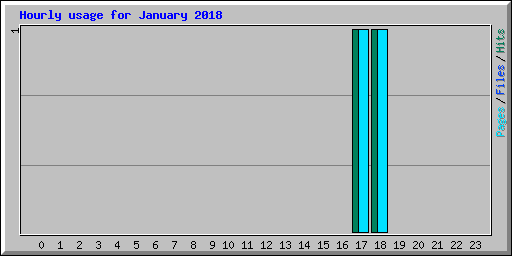 Hourly usage for January 2018
1
Pages/Files/Hits
0 1 2 3 4 5 6 7 8 9 10 11 12 13 14 15 16 17 18 19 20 21 22 23